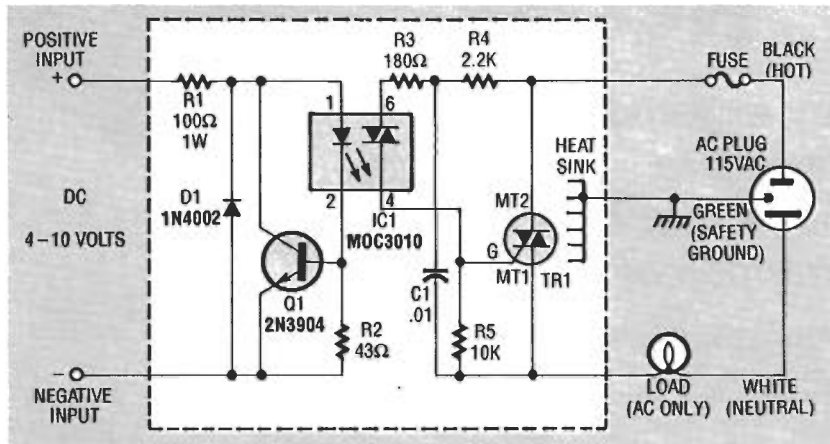 POSITIVE
INPUT
+
R1
100Ω
1W
D1
1N4002
DC
4–10 VOLTS
Q1
2N3904
1
2
6
4
IC1
MOC3010
R2
43Ω
R3
180Ω
R4
2.2K
C1
.01
R5
10K
G
MT2
MT1
TR1
HEAT
SINK
FUSE
BLACK
(HOT)
AC PLUG
115VAC
GREEN
(SAFETY
GROUND)
LOAD
(AC ONLY)
WHITE
(NEUTRAL)
–
NEGATIVE
INPUT